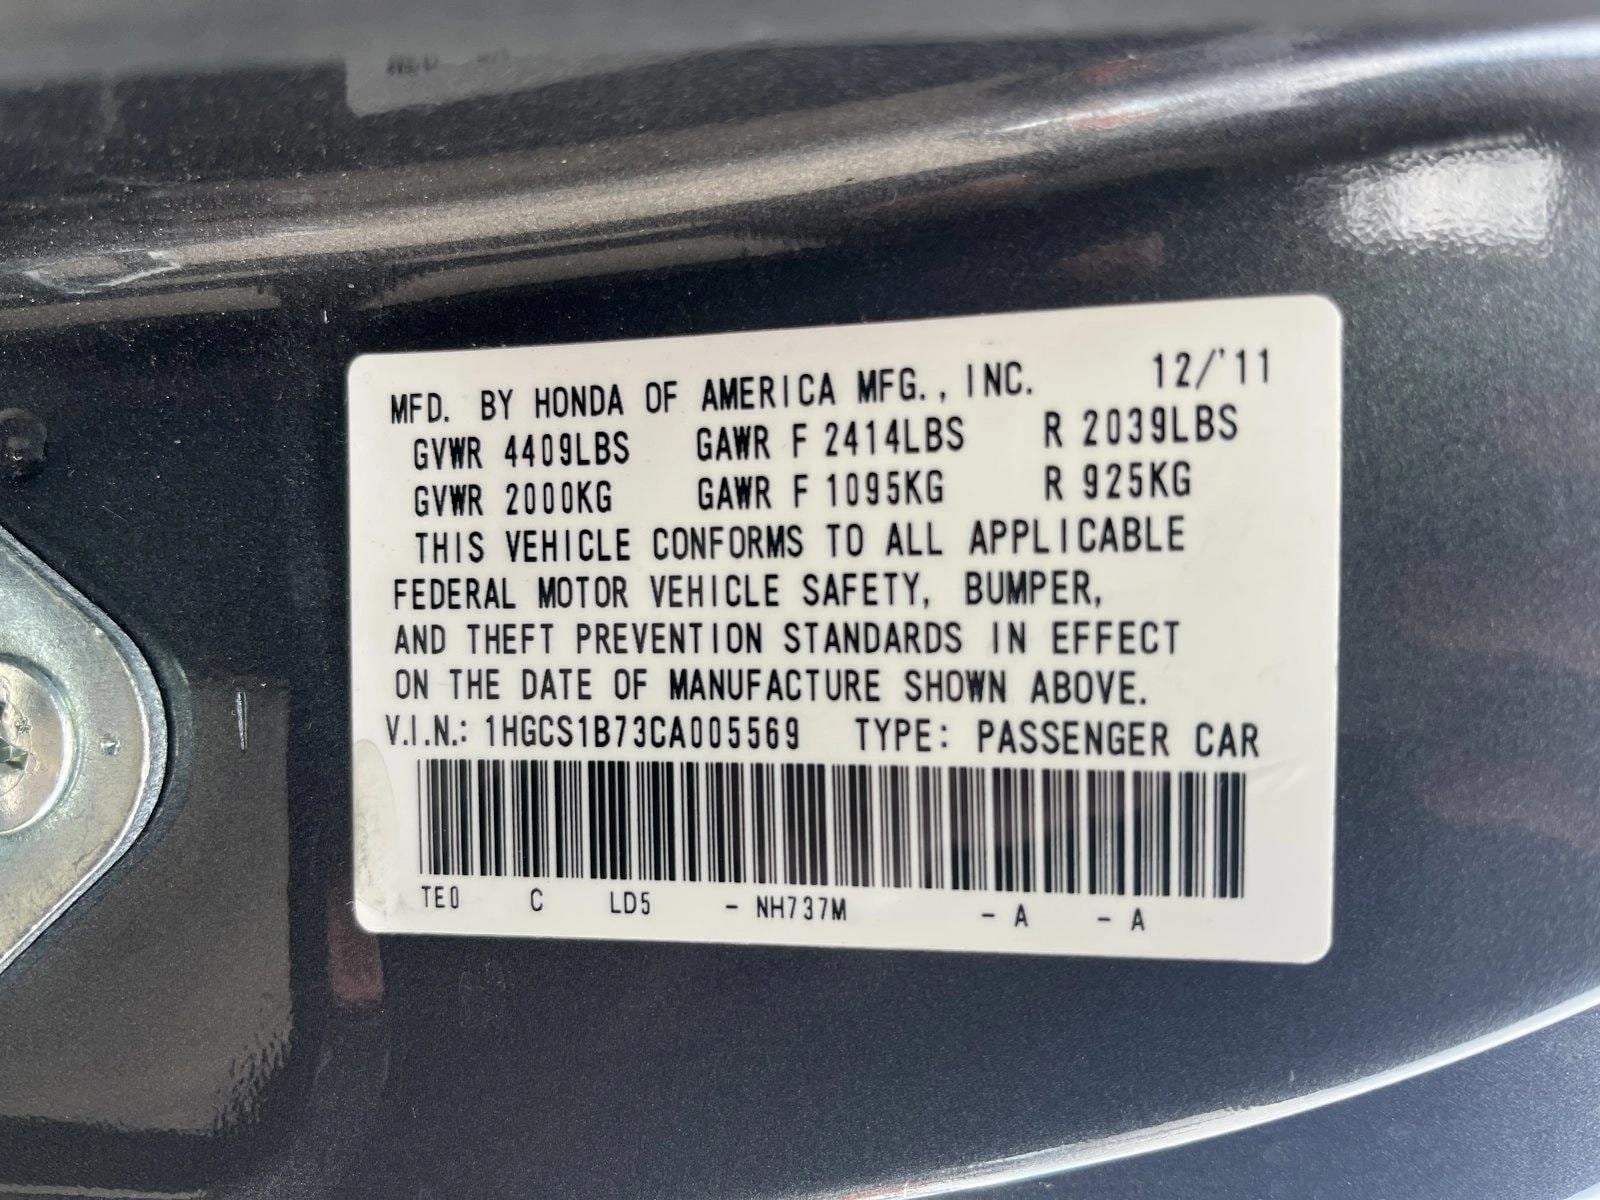 MFD. BY HONDA OF AMERICA MFG., INC. 12/'11
GVWR 4409LBS GAWR F 2414LBS R 2039LBS
GVWR 2000KG GAWR F 1095KG R 925KG
THIS VEHICLE CONFORMS TO ALL APPLICABLE
FEDERAL MOTOR VEHICLE SAFETY, BUMPER,
AND THEFT PREVENTION STANDARDS IN EFFECT
ON THE DATE OF MANUFACTURE SHOWN ABOVE.
V.I.N.: 1HGCS1B73CA005569 TYPE: PASSENGER CAR
TE0 C LD5 - NH737M - A - A